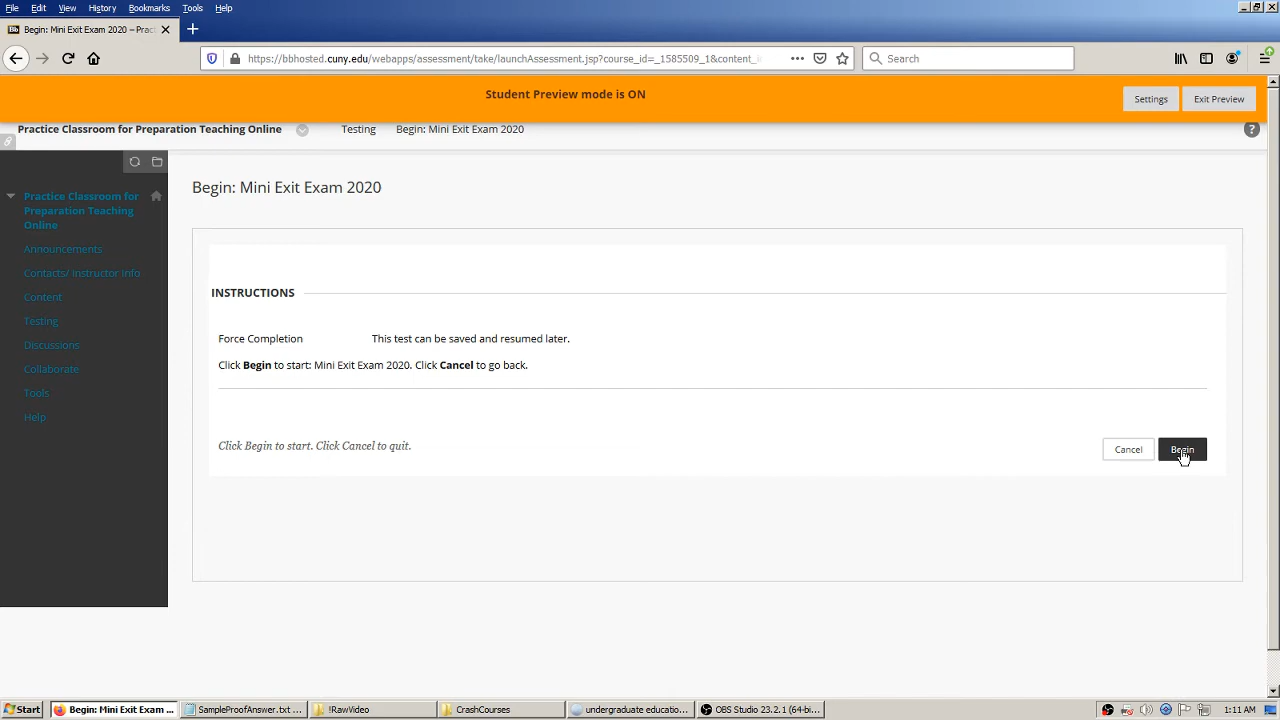 File Edit View History Bookmarks Tools Help
Bb Begin: Mini Exit Exam 2020 – Prac
https://bbhosted.cuny.edu/webapps/assessment/take/launchAssessment.jsp?course_id=_1585509_1&content_i
Search
Student Preview mode is ON
Settings
Exit Preview
Practice Classroom for Preparation Teaching Online Testing Begin: Mini Exit Exam 2020 ?
Practice Classroom for
Preparation Teaching
Online
Announcements
Contacts/ Instructor Info
Content
Testing
Discussions
Collaborate
Tools
Help
Begin: Mini Exit Exam 2020
INSTRUCTIONS
Force Completion This test can be saved and resumed later.
Click Begin to start: Mini Exit Exam 2020. Click Cancel to go back.
Click Begin to start. Click Cancel to quit.
Cancel
Begin
Start Begin: Mini Exit Exam ... SampleProofAnswer.txt ... !RawVideo CrashCourses undergraduate educatio... OBS Studio 23.2.1 (64-bi... 1:11 AM